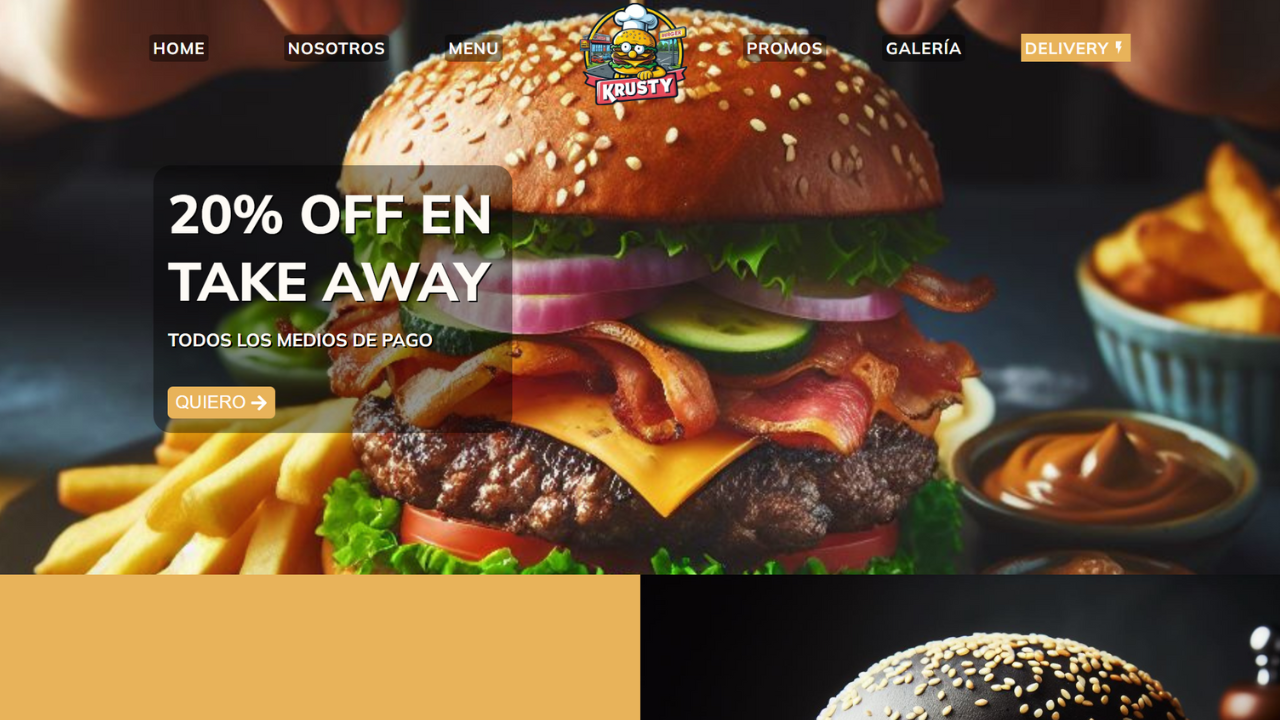 HOME
NOSOTROS
MENU
KRUSTY
PROMOS
GALERÍA
DELIVERY
20% OFF EN
TAKE AWAY
TODOS LOS MEDIOS DE PAGO
QUIERO